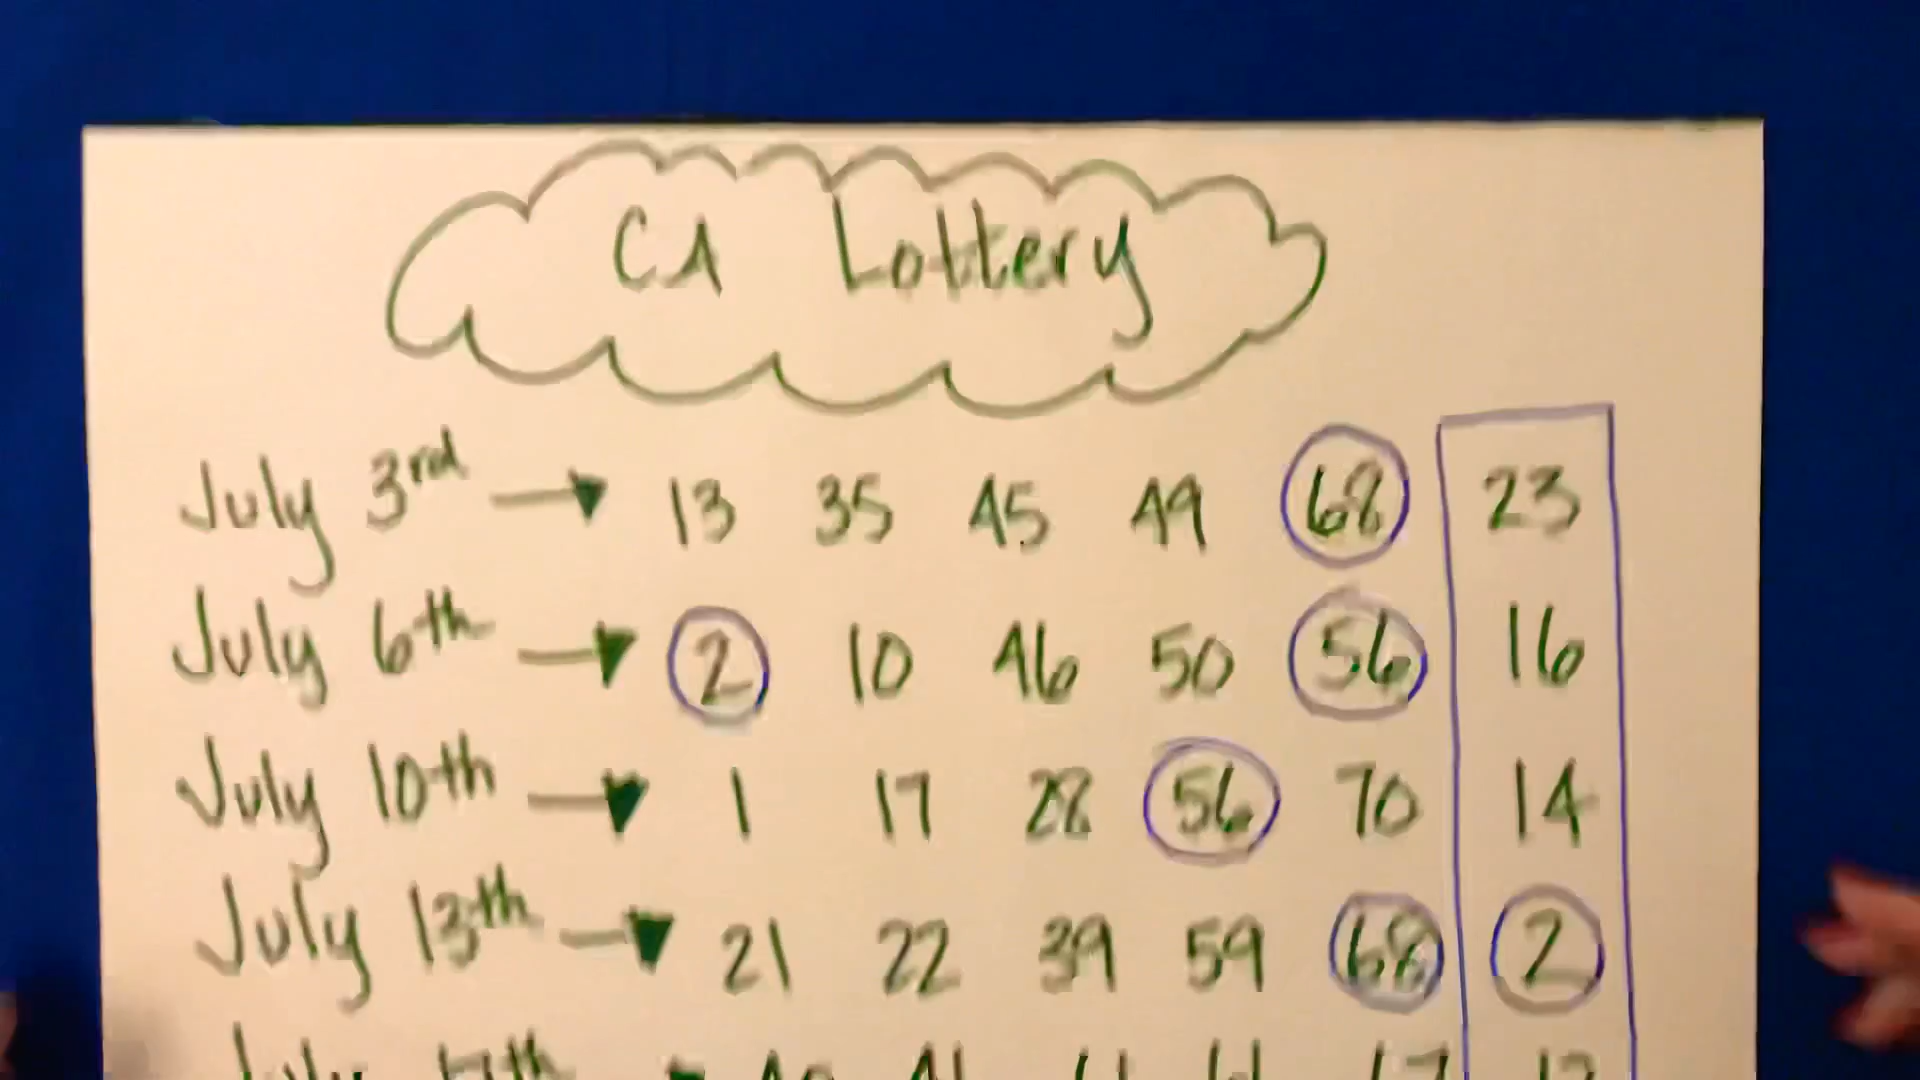 CA Lottery
July 3rd 13 35 45 49 68 23
July 6th 2 10 46 50 56 16
July 10th 1 17 28 56 70 14
July 13th 21 22 39 59 68 2
July